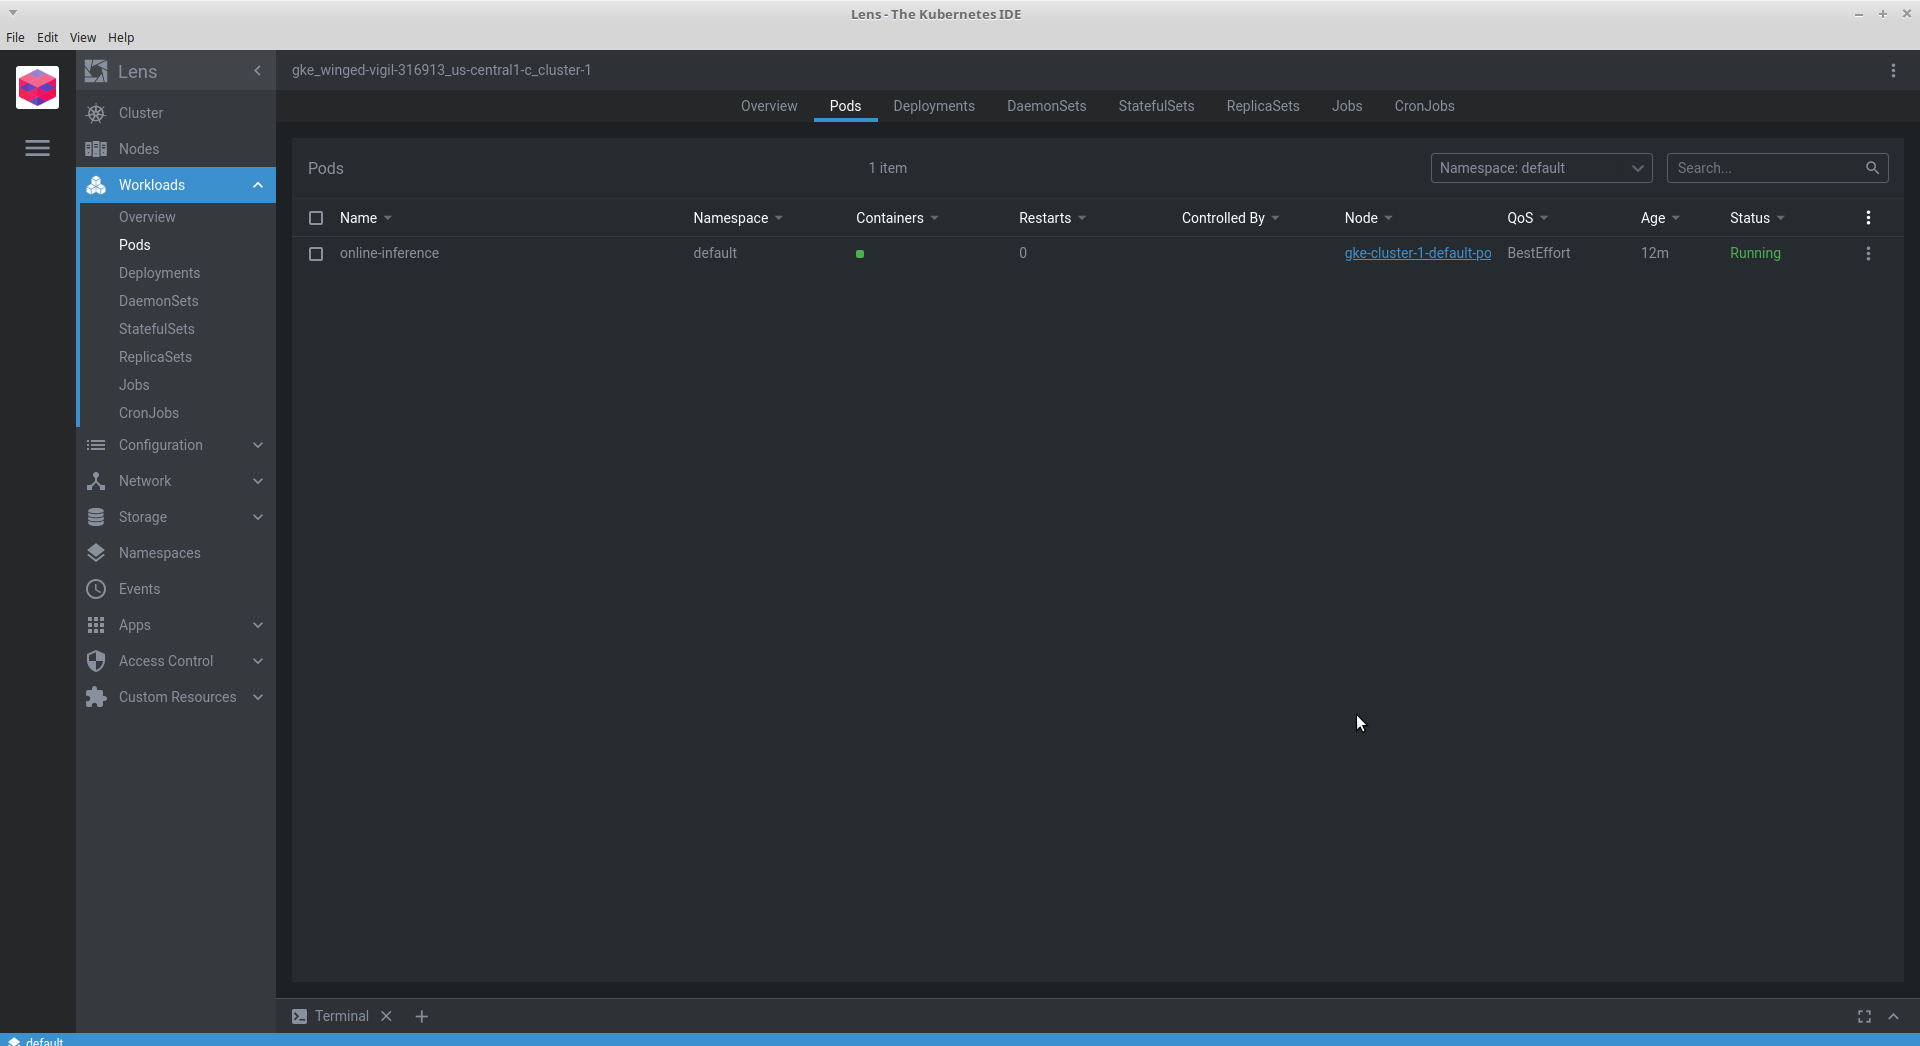 Lens - The Kubernetes IDE
File Edit View Help
Lens
gke_winged-vigil-316913_us-central1-c_cluster-1
Cluster
Nodes
Workloads
Overview
Pods
Deployments
DaemonSets
StatefulSets
ReplicaSets
Jobs
CronJobs
Configuration
Network
Storage
Namespaces
Events
Apps
Access Control
Custom Resources
Overview Pods Deployments DaemonSets StatefulSets ReplicaSets Jobs CronJobs
Pods 1 item Namespace: default Search...
Name Namespace Containers Restarts Controlled By Node QoS Age Status
online-inference default 0 gke-cluster-1-default-po BestEffort 12m Running
Terminal
default